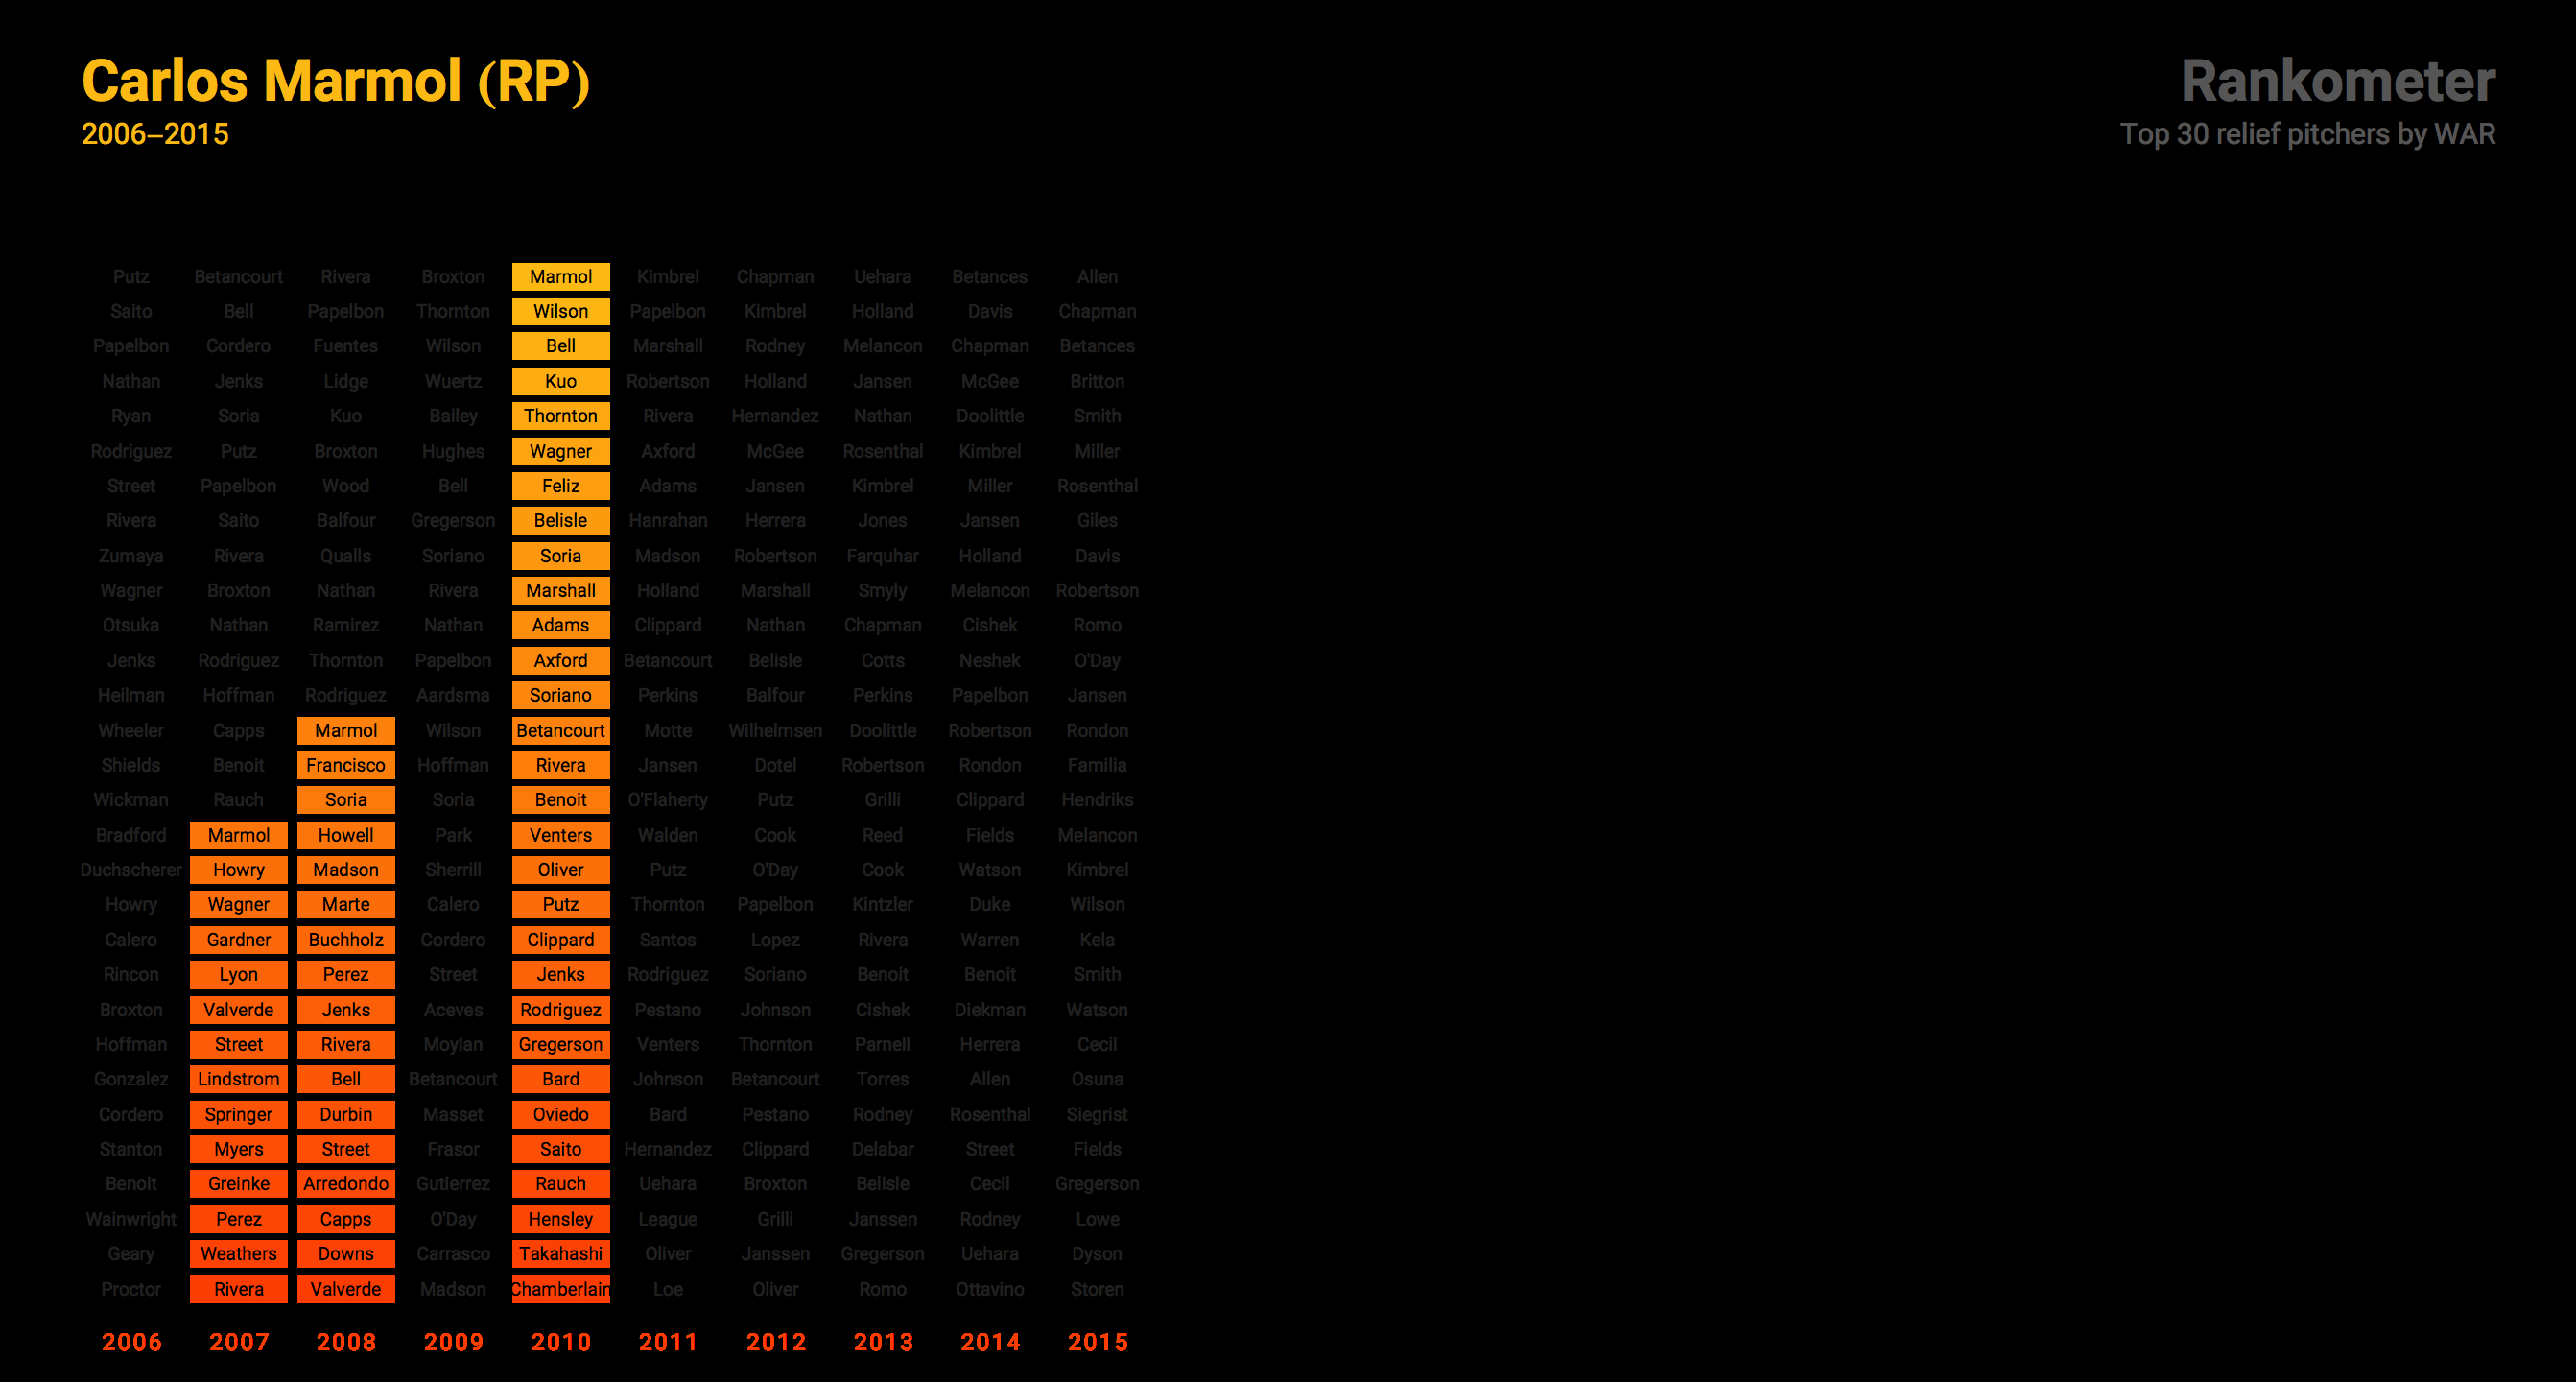 Carlos Marmol (RP)
2006–2015
Rankometer
Top 30 relief pitchers by WAR
Putz Betancourt Rivera Broxton Marmol Kimbrel Chapman Uehara Betances Allen
Saito Bell Papelbon Thornton Wilson Papelbon Kimbrel Holland Davis Chapman
Papelbon Cordero Fuentes Wilson Bell Marshall Rodney Melancon Chapman Betances
Nathan Jenks Lidge Wuertz Kuo Robertson Holland Jansen McGee Britton
Ryan Soria Kuo Bailey Thornton Rivera Hernandez Nathan Doolittle Smith
Rodriguez Putz Broxton Hughes Wagner Axford McGee Rosenthal Kimbrel Miller
Street Papelbon Wood Bell Feliz Adams Jansen Kimbrel Miller Rosenthal
Rivera Saito Balfour Gregerson Belisle Hanrahan Herrera Jones Jansen Giles
Zumaya Rivera Qualls Soriano Soria Madson Robertson Farquhar Holland Davis
Wagner Broxton Nathan Rivera Marshall Holland Marshall Smyly Melancon Robertson
Otsuka Nathan Ramirez Nathan Adams Clippard Nathan Chapman Cishek Romo
Jenks Rodriguez Thornton Papelbon Axford Betancourt Belisle Cotts Neshek O'Day
Heilman Hoffman Rodriguez Aardsma Soriano Perkins Balfour Perkins Papelbon Jansen
Wheeler Capps Marmol Wilson Betancourt Motte Wilhelmsen Doolittle Robertson Rondon
Shields Benoit Francisco Hoffman Rivera Jansen Dotel Robertson Rondon Familia
Wickman Rauch Soria Soria Benoit O'Flaherty Putz Grilli Clippard Hendriks
Bradford Marmol Howell Park Venters Walden Cook Reed Fields Melancon
Duchscherer Howry Madson Sherrill Oliver Putz O'Day Cook Watson Kimbrel
Howry Wagner Marte Calero Putz Thornton Papelbon Kintzler Duke Wilson
Calero Gardner Buchholz Cordero Clippard Santos Lopez Rivera Warren Kela
Rincon Lyon Perez Street Jenks Rodriguez Soriano Benoit Benoit Smith
Broxton Valverde Jenks Aceves Rodriguez Pestano Johnson Cishek Diekman Watson
Hoffman Street Rivera Moylan Gregerson Venters Thornton Parnell Herrera Cecil
Gonzalez Lindstrom Bell Betancourt Bard Johnson Betancourt Torres Allen Osuna
Cordero Springer Durbin Masset Oviedo Bard Pestano Rodney Rosenthal Siegrist
Stanton Myers Street Frasor Saito Hernandez Clippard Delabar Street Fields
Benoit Greinke Arredondo Gutierrez Rauch Uehara Broxton Belisle Cecil Gregerson
Wainwright Perez Capps O'Day Hensley League Grilli Janssen Rodney Lowe
Geary Weathers Downs Carrasco Takahashi Oliver Janssen Gregerson Uehara Dyson
Proctor Rivera Valverde Madson Chamberlain Loe Oliver Romo Ottavino Storen
2006 2007 2008 2009 2010 2011 2012 2013 2014 2015